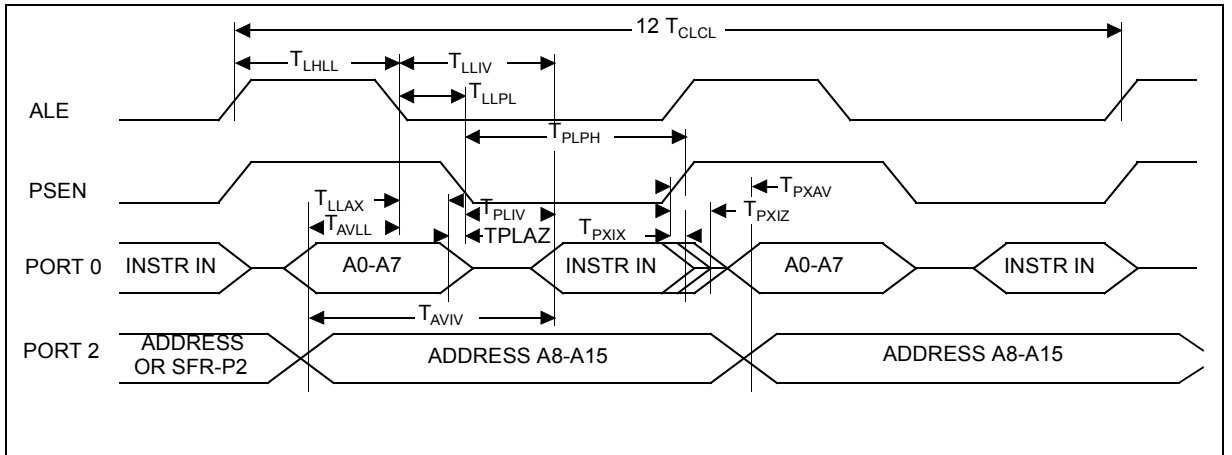 12 TCLCL
TLHLL
TLLIV
TLLPL
ALE
TPLPH
PSEN
TLLAX
TPXAV
TPLIV
TPXIZ
TAVLL
TPLAZ
TPXIX
PORT 0
INSTR IN
A0-A7
INSTR IN
A0-A7
INSTR IN
TAVIV
PORT 2
ADDRESS
OR SFR-P2
ADDRESS A8-A15
ADDRESS A8-A15